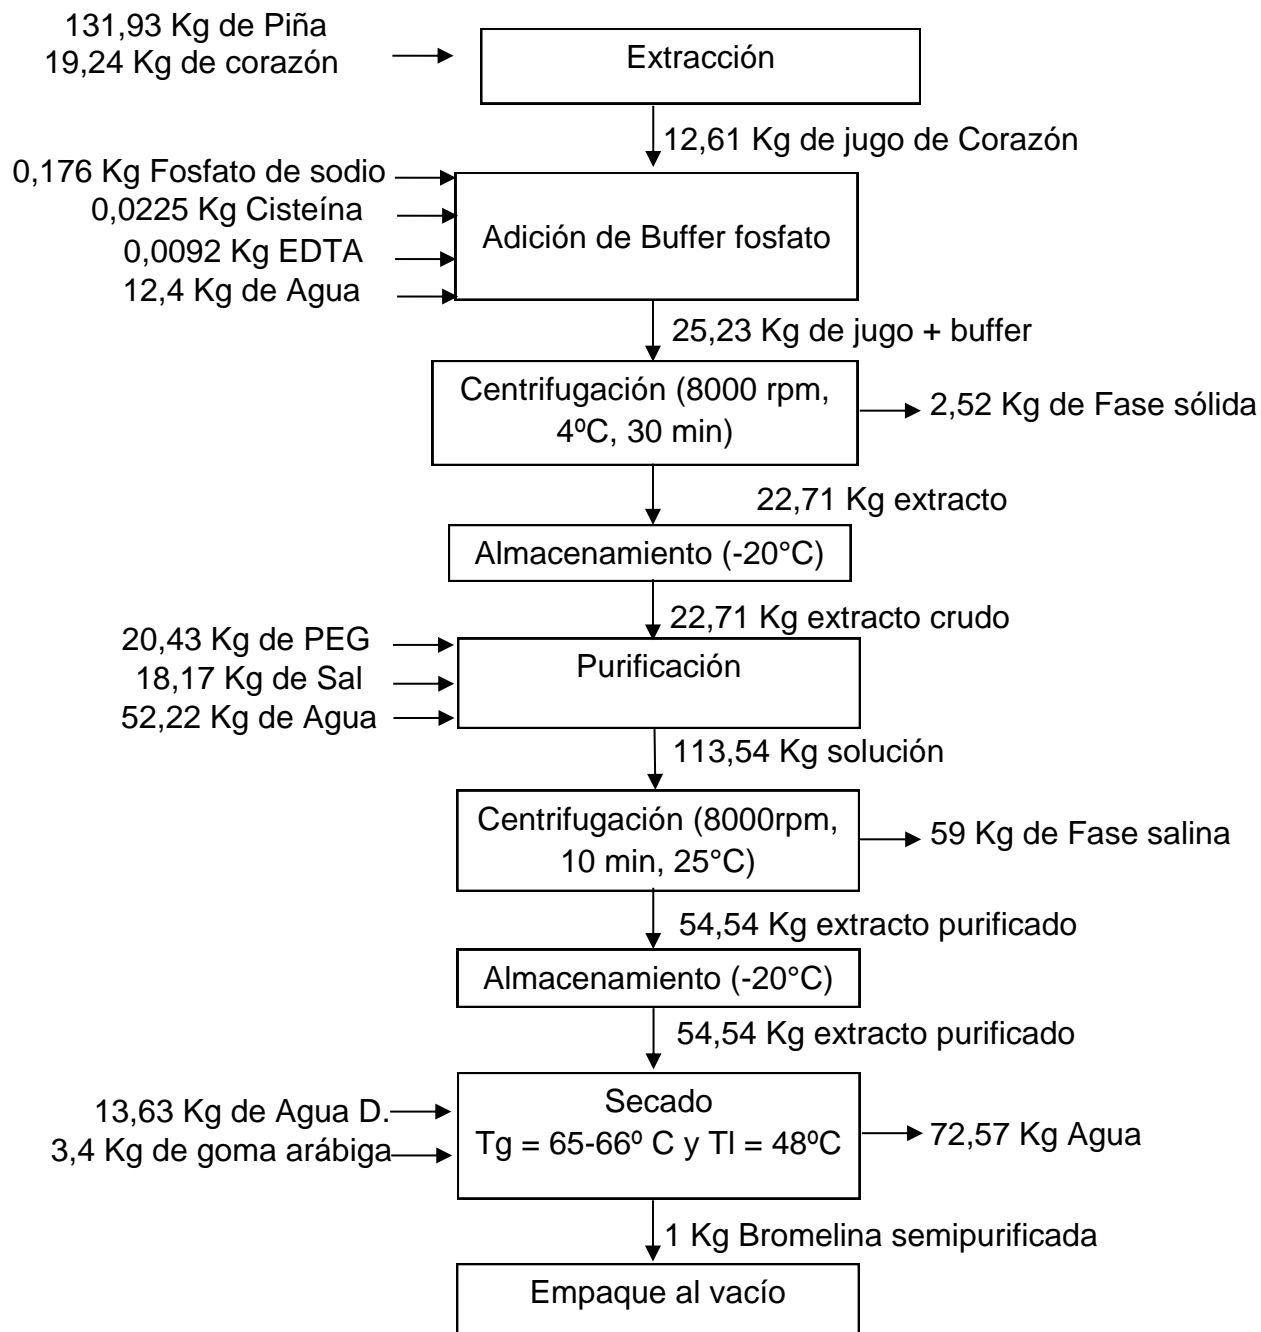 131,93 Kg de Piña
19,24 Kg de corazón
Extracción
12,61 Kg de jugo de Corazón
0,176 Kg Fosfato de sodio
0,0225 Kg Cisteína
0,0092 Kg EDTA
12,4 Kg de Agua
Adición de Buffer fosfato
25,23 Kg de jugo + buffer
Centrifugación (8000 rpm,
4ºC, 30 min)
2,52 Kg de Fase sólida
22,71 Kg extracto
Almacenamiento (-20°C)
22,71 Kg extracto crudo
20,43 Kg de PEG
18,17 Kg de Sal
52,22 Kg de Agua
Purificación
113,54 Kg solución
Centrifugación (8000rpm,
10 min, 25°C)
59 Kg de Fase salina
54,54 Kg extracto purificado
Almacenamiento (-20°C)
54,54 Kg extracto purificado
13,63 Kg de Agua D.
3,4 Kg de goma arábiga
Secado
Tg = 65-66º C y Tl = 48ºC
72,57 Kg Agua
1 Kg Bromelina semipurificada
Empaque al vacío